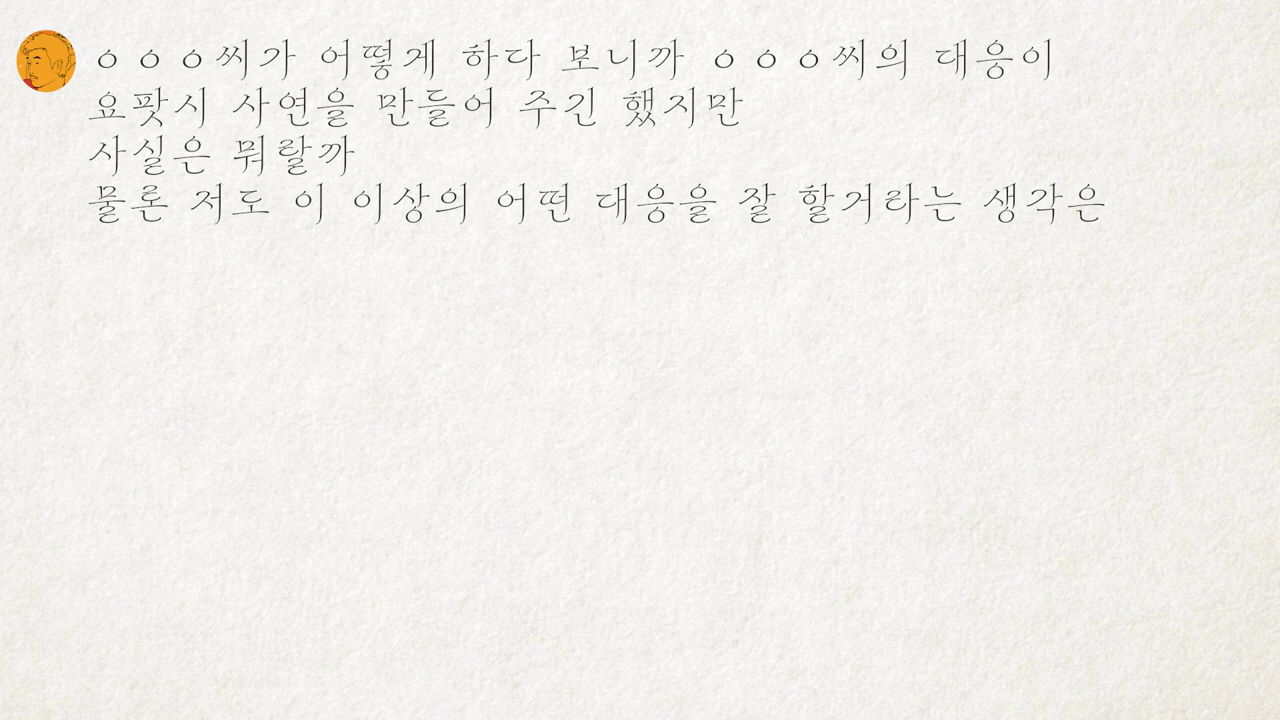 ㅇㅇㅇ씨가 어떻게 하다 보니까 ㅇㅇㅇ씨의 대응이
요팟시 사연을 만들어 주긴 했지만
사실은 뭐랄까
물론 저도 이 이상의 어떤 대응을 잘 할거라는 생각은